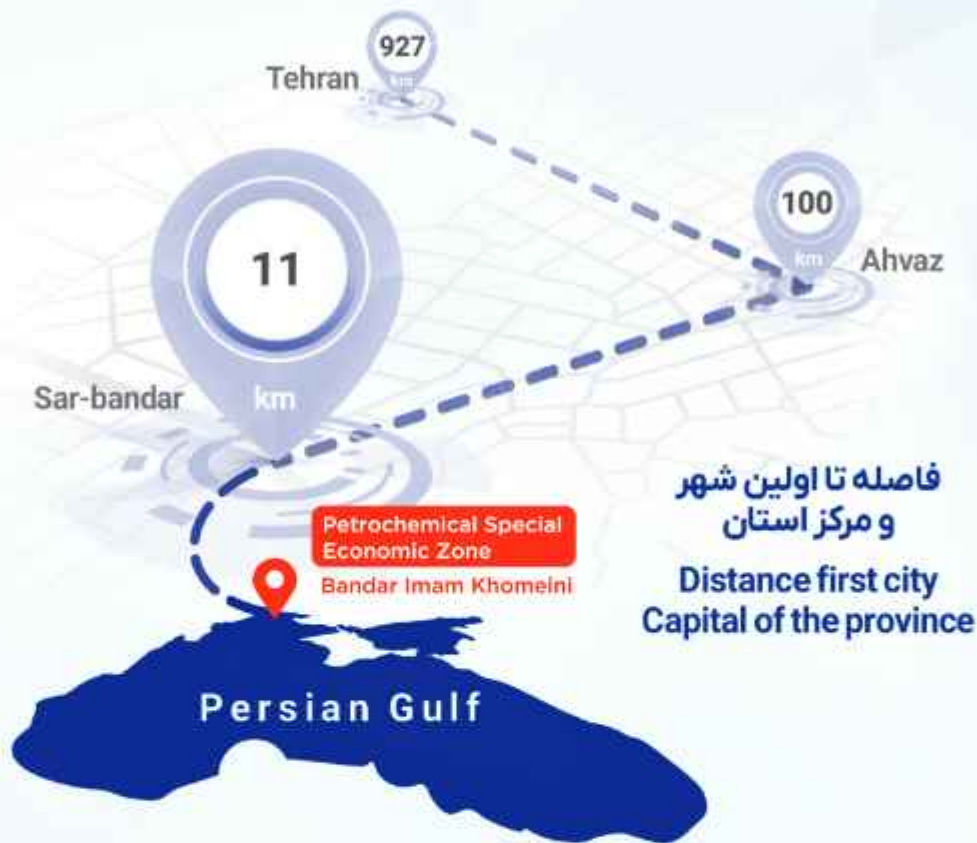 927
km
Tehran
100
km
Ahvaz
11
km
Sar-bandar
فاصله تا اولین شهر
و مرکز استان
Distance first city
Capital of the province
Petrochemical Special
Economic Zone
Bandar Imam Khomeini
Persian Gulf